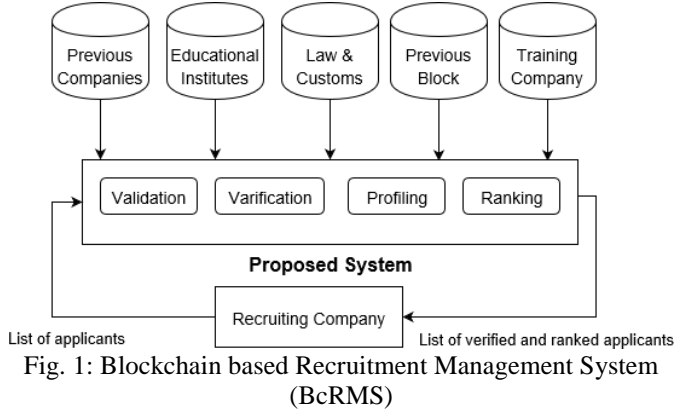 Previous
Companies
Educational
Institutes
Law &
Customs
Previous
Block
Training
Company
Validation
Varification
Profiling
Ranking
Proposed System
Recruiting Company
List of applicants
List of verified and ranked applicants
Fig. 1: Blockchain based Recruitment Management System
(BcRMS)